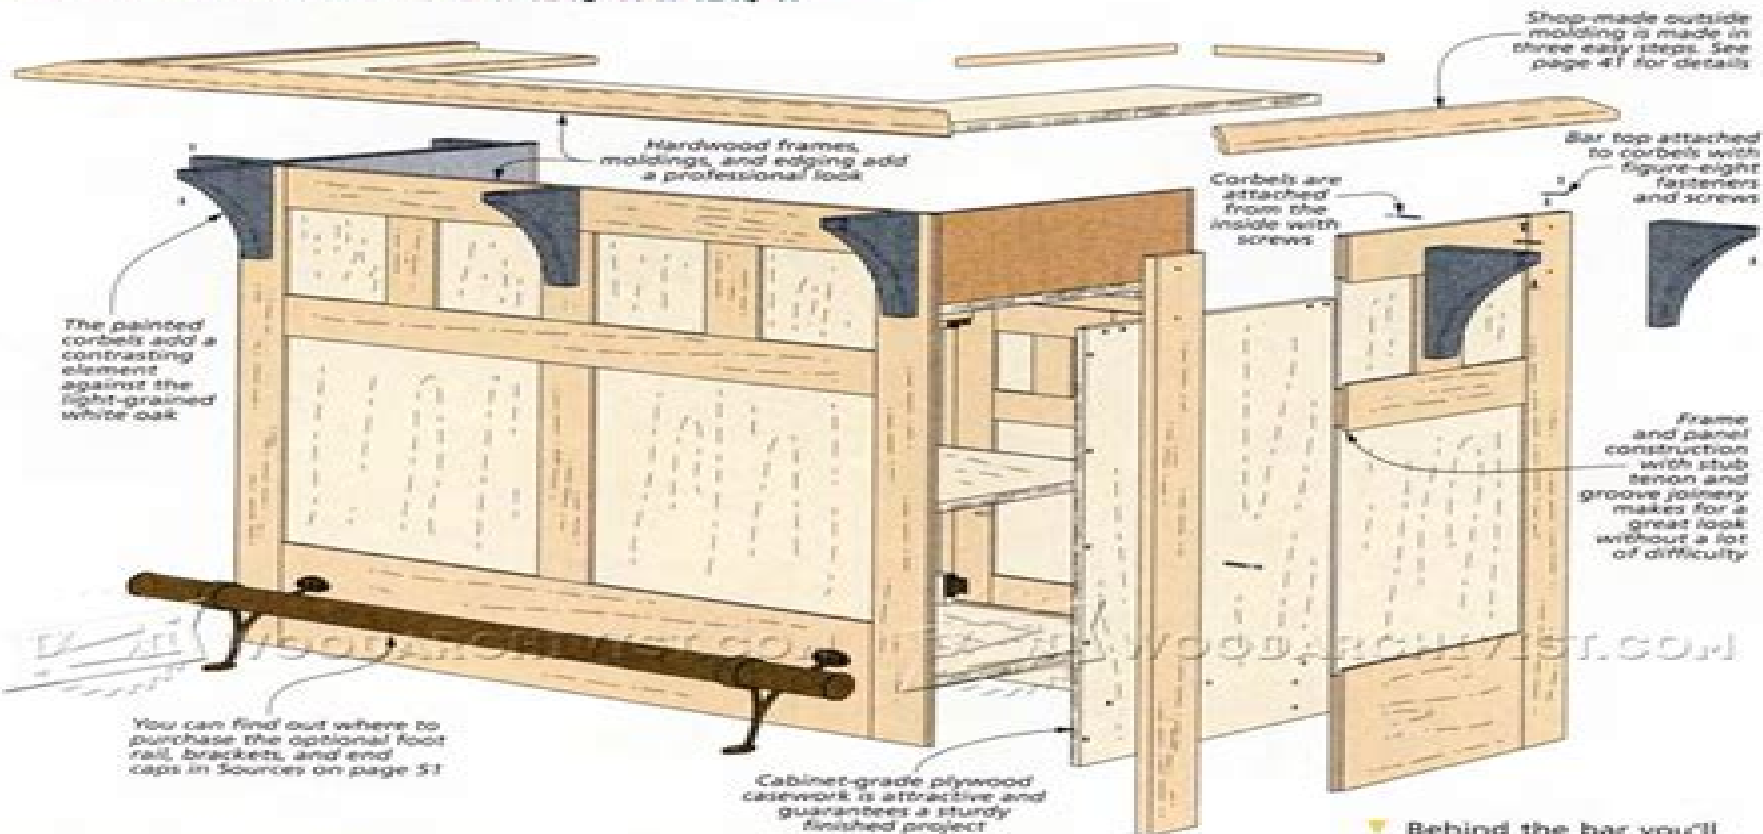 Shop-made outside
molding is made in
three easy steps. See
page 41 for details
Hardwood frames,
moldings, and edging add
a professional look
Bar top attached
to corbels with
figure-eight
fasteners
and screws
Corbels are
attached
from the
inside with
screws
The painted
corbels add a
contrasting
element
against the
light-grained
white oak
Frame
and panel
construction
with stub
tenon and
groove joinery
makes for a
great look
without a lot
of difficulty
WOODARCHIVIST.COM
WOODARCHIVIST.COM
You can find out where to
purchase the optional foot
rail, brackets, and end
caps in Sources on page 51
Cabinet-grade plywood
casework is attractive and
guarantees a sturdy
finished project
Behind the bar you'll